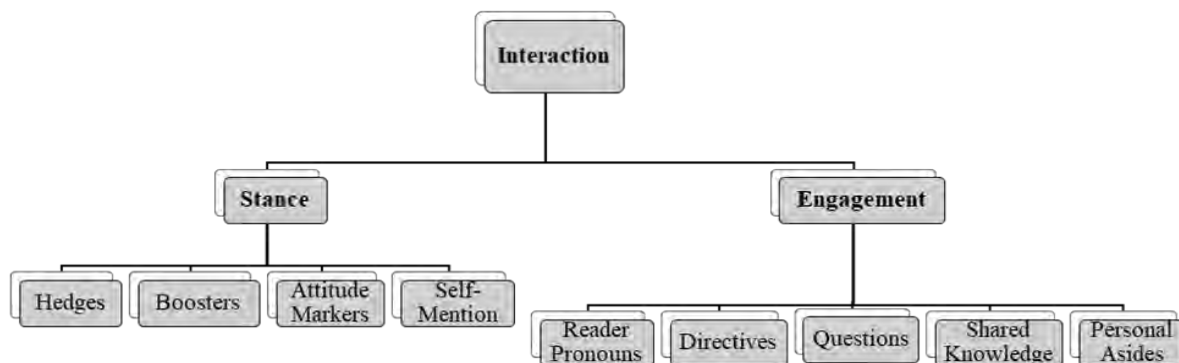 Interaction
Stance
Engagement
Hedges
Boosters
Attitude
Markers
Self-
Mention
Reader
Pronouns
Directives
Questions
Shared
Knowledge
Personal
Asides